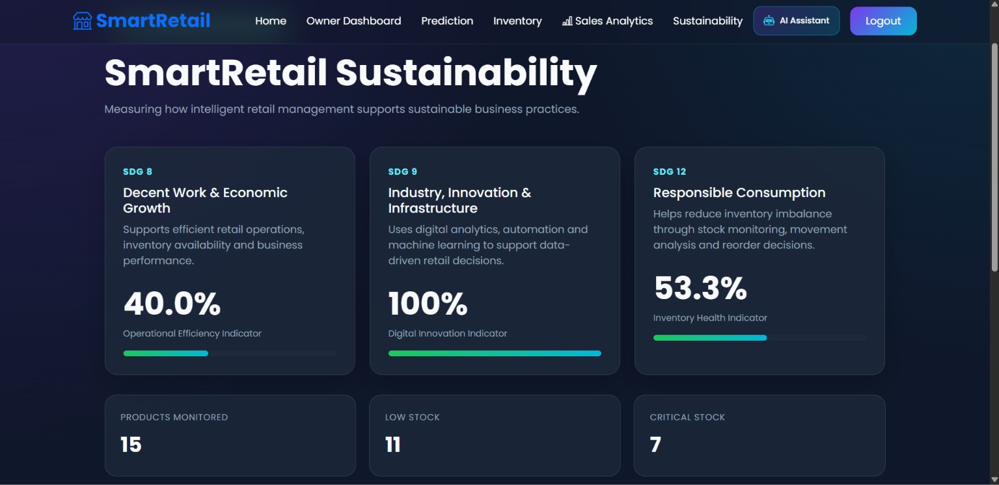 SmartRetail Home Owner Dashboard Prediction Inventory Sales Analytics Sustainability AI Assistant Logout
SmartRetail Sustainability
Measuring how intelligent retail management supports sustainable business practices.
SDG 8
Decent Work & Economic
Growth
Supports efficient retail operations,
inventory availability and business
performance.
40.0%
Operational Efficiency Indicator
SDG 9
Industry, Innovation &
Infrastructure
Uses digital analytics, automation and
machine learning to support data-
driven retail decisions.
100%
Digital Innovation Indicator
SDG 12
Responsible Consumption
Helps reduce inventory imbalance
through stock monitoring, movement
analysis and reorder decisions.
53.3%
Inventory Health Indicator
PRODUCTS MONITORED
15
LOW STOCK
11
CRITICAL STOCK
7